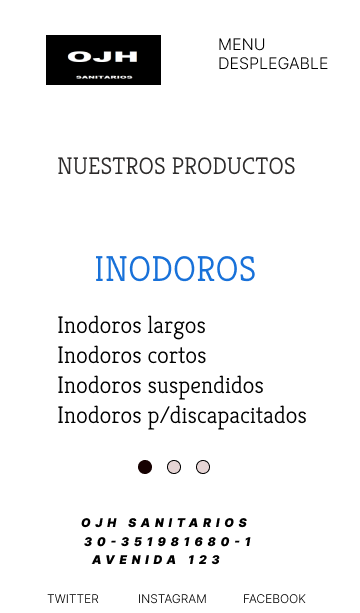 OJH
SANITARIOS
MENU
DESPLEGABLE
NUESTROS PRODUCTOS
INODOROS
Inodoros largos
Inodoros cortos
Inodoros suspendidos
Inodoros p/discapacitados
OJH SANITARIOS
30-351981680-1
AVENIDA 123
TWITTER INSTAGRAM FACEBOOK